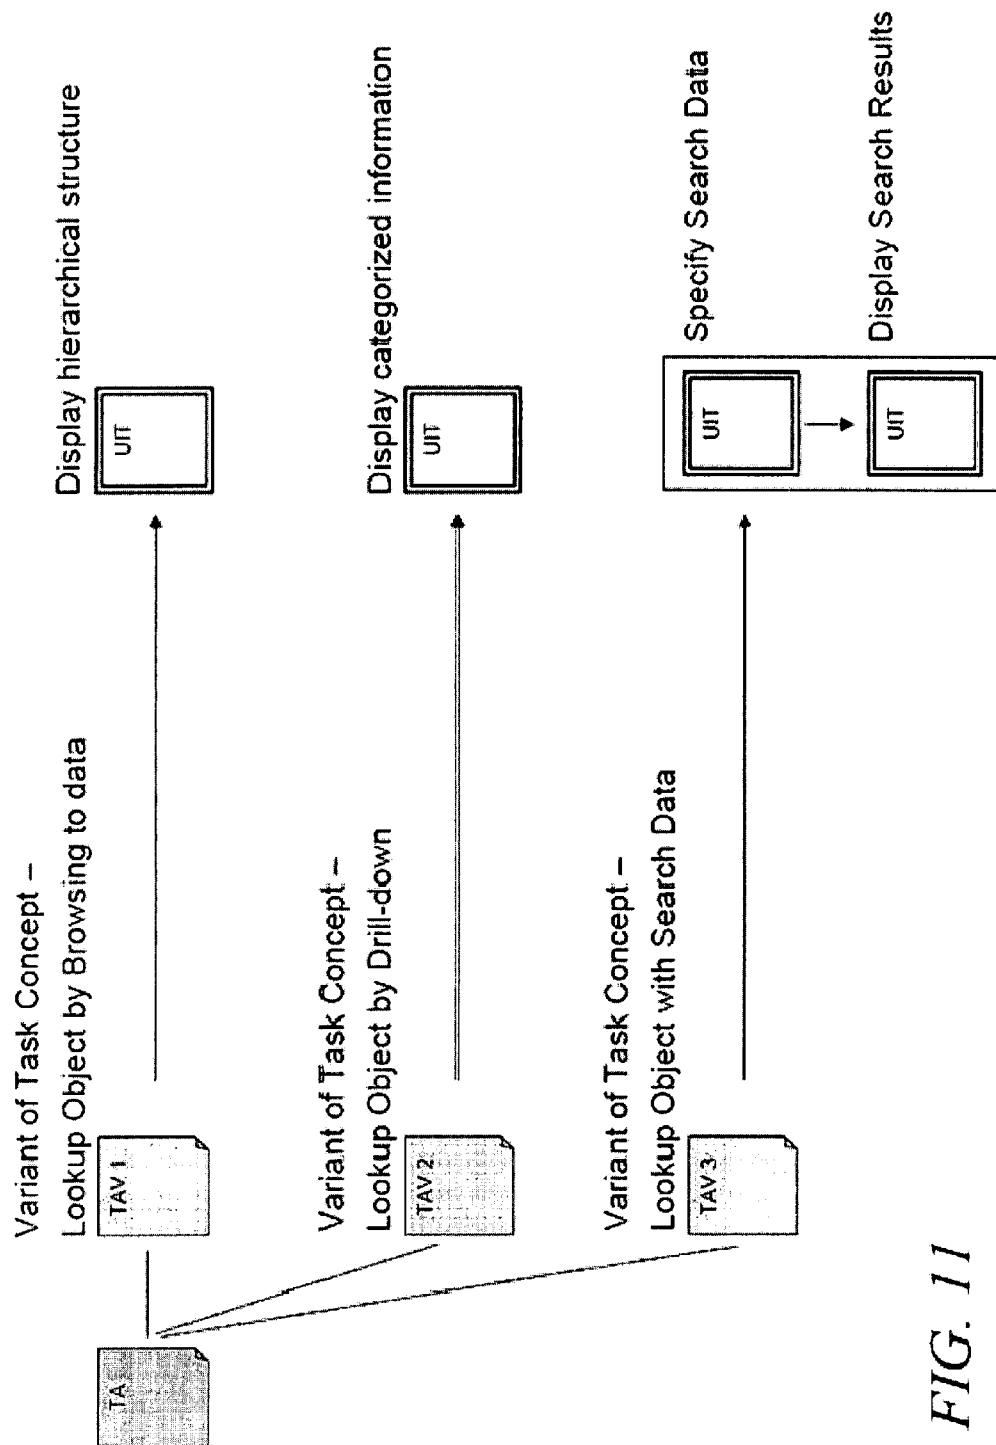 TA
Variant of Task Concept –
Lookup Object by Browsing to data
TAV 1
Display hierarchical structure
UIT
Variant of Task Concept –
Lookup Object by Drill-down
TAV 2
Display categorized information
UIT
Variant of Task Concept –
Lookup Object with Search Data
TAV 3
Specify Search Data
UIT
Display Search Results
UIT
FIG. 11